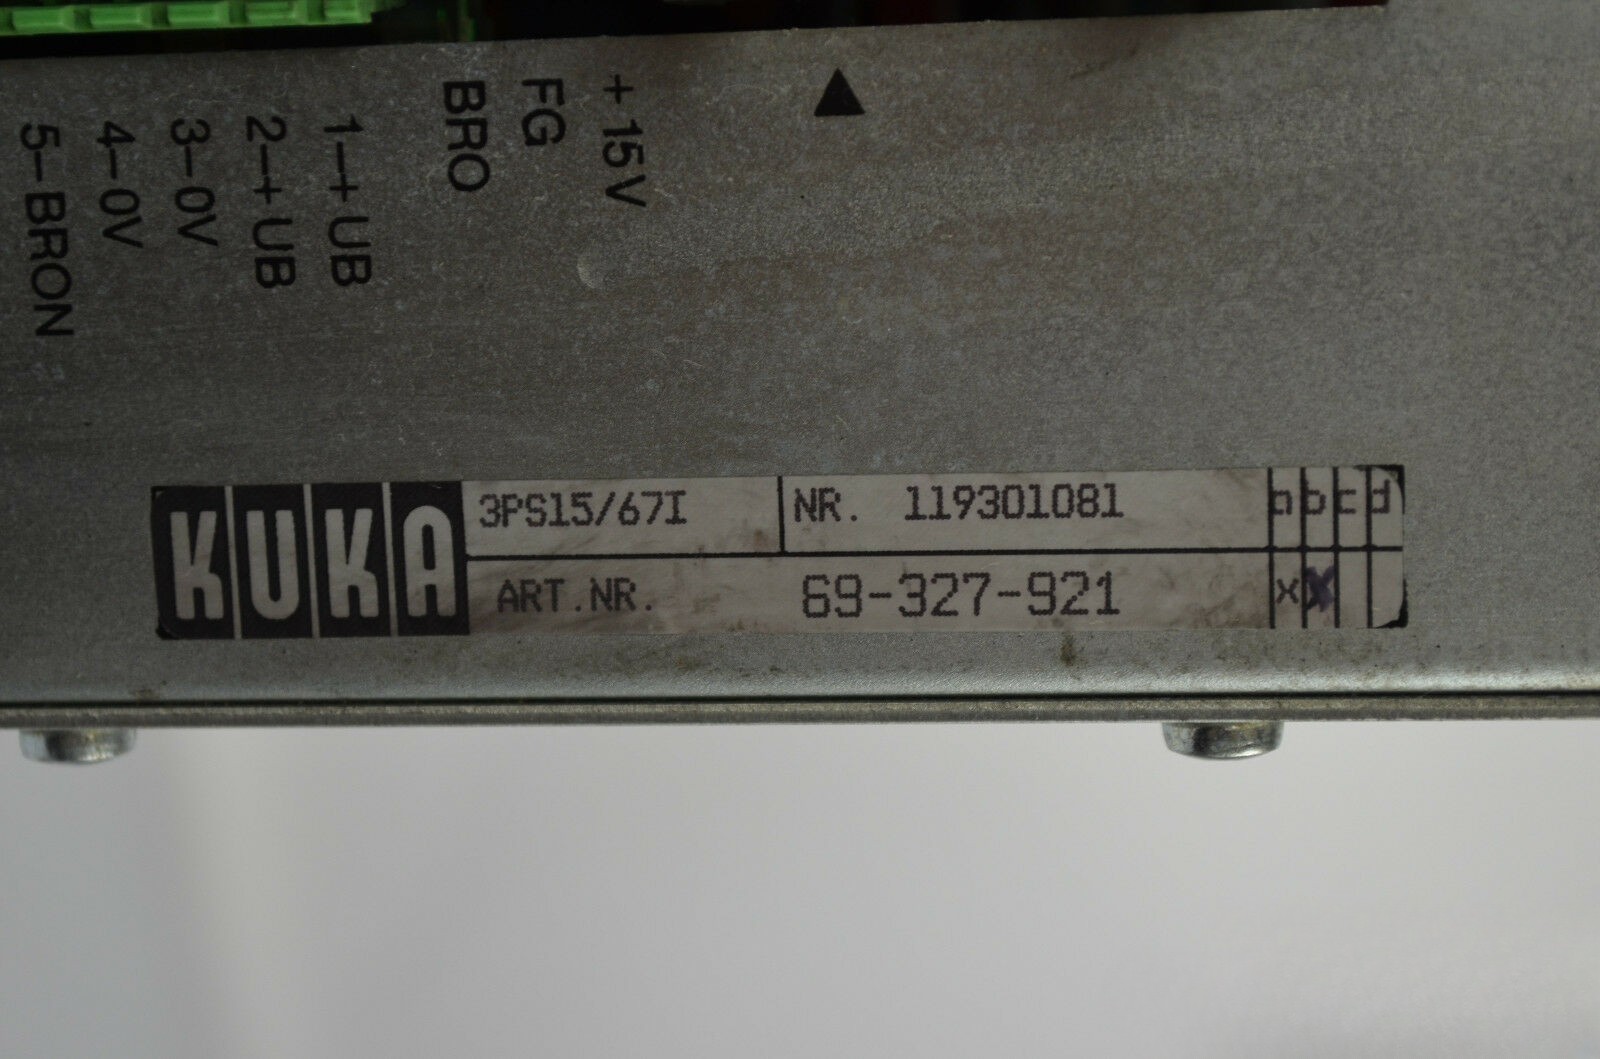 5-BRON
4-0V
3-0V
2-+UB
1-+UB
BRO
FG
+15V
KUKA
3PS15/67I
NR. 119301081
a b c d
ART.NR. 69-327-921
x x